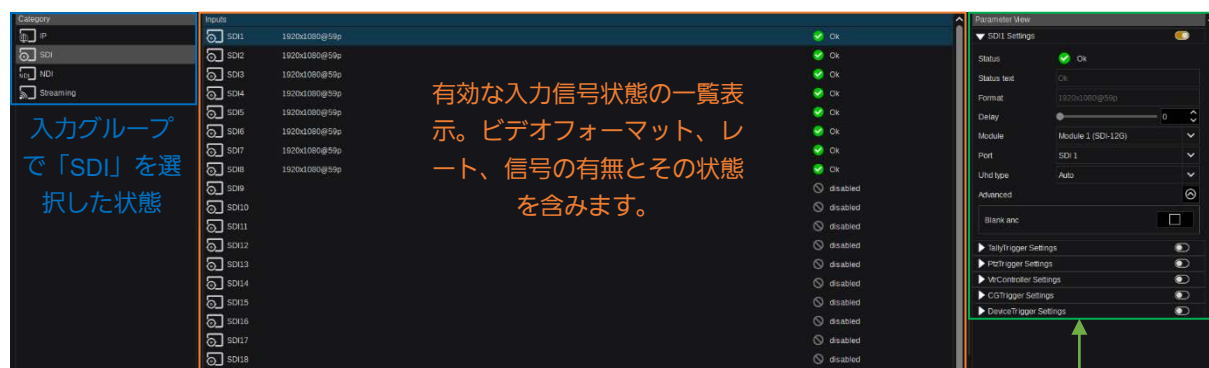 Category
IP
SDI
NDI
Streaming
入力グループ
で「SDI」を選
択した状態
Inputs
SDI1 1920x1080@59p Ok
SDI2 1920x1080@59p Ok
SDI3 1920x1080@59p Ok
SDI4 1920x1080@59p Ok
SDI5 1920x1080@59p Ok
SDI6 1920x1080@59p Ok
SDI7 1920x1080@59p Ok
SDI8 1920x1080@59p Ok
SDI9 disabled
SDI10 disabled
SDI11 disabled
SDI12 disabled
SDI13 disabled
SDI14 disabled
SDI15 disabled
SDI16 disabled
SDI17 disabled
SDI18 disabled
有効な入力信号状態の一覧表
示。ビデオフォーマット、レ
ート、信号の有無とその状態
を含みます。
Parameter View
SDI1 Settings
Status Ok
Status text Ok
Format 1920x1080@59p
Delay 0
Module Module 1 (SDI-12G)
Port SDI 1
Uhd type Auto
Advanced
Blank anc
TallyTrigger Settings
PtzTrigger Settings
VtrController Settings
CGTrigger Settings
DeviceTrigger Settings